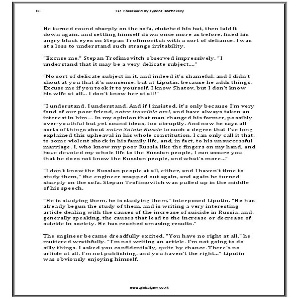 He turned round sharply on the sofa, clutched his hat, then laid it
down again, and settling himself down once more as before, fixed his
angry black eyes on Stepan Trofimovitch with a sort of defiance. I was
at a loss to understand such strange irritability.
"Excuse me." Stepan Trofimovitch observed impressively. "I
understand that it may be a very delicate subject..."
"No sort of delicate subject in it, and indeed it's shameful, and I didn't
shout at you that it's nonsense, but at Liputin, because he adds things.
Excuse me if you took it to yourself. I know Shatov, but I don't know
his wife at all... I don't know her at all!"
"I understand. I understand. And if I insisted, it's only because I'm very
fond of our poor friend, notre irascible ami, and have always taken an
interest in him.... In my opinion that man changed his former, possibly
over-youthful but yet sound ideas, too abruptly. And now he says all
sorts of things about notre Sainte Russie to such a degree that I've long
explained this upheaval in his whole constitution, I can only call it that,
to some violent shock in his family life, and, in fact, to his unsuccessful
marriage. I, who know my poor Russia like the fingers on my hand, and
have devoted my whole life to the Russian people, I can assure you
that he does not know the Russian people, and what's more..."
"I don't know the Russian people at all, either, and I haven't time to
study them," the engineer snapped out again, and again he turned
sharply on the sofa. Stepan Trofimovitch was pulled up in the middle
of his speech.
"He is studying them, he is studying them," interposed Liputin. "He has
already begun the study of them, and is writing a very interesting
article dealing with the causes of the increase of suicide in Russia, and,
generally speaking, the causes that lead to the increase or decrease of
suicide in society. He has reached amazing results."
The engineer became dreadfully excited. "You have no right at all," he
muttered wrathfully. "I'm not writing an article. I'm not going to do
silly things. I asked you confidentially, quite by chance. There's no
article at all. I'm not publishing, and you haven't the right..." Liputin
was obviously enjoying himself.